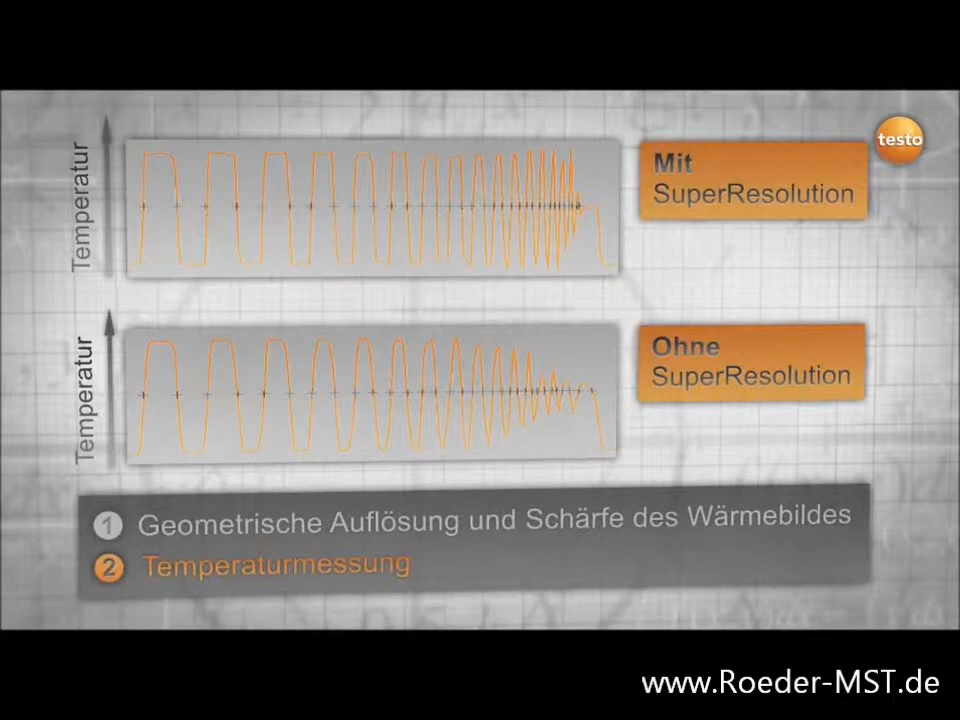 Temperatur
testo
Mit
SuperResolution
Temperatur
Ohne
SuperResolution
1 Geometrische Auflösung und Schärfe des Wärmebildes
2 Temperaturmessung
www.Roeder-MST.de